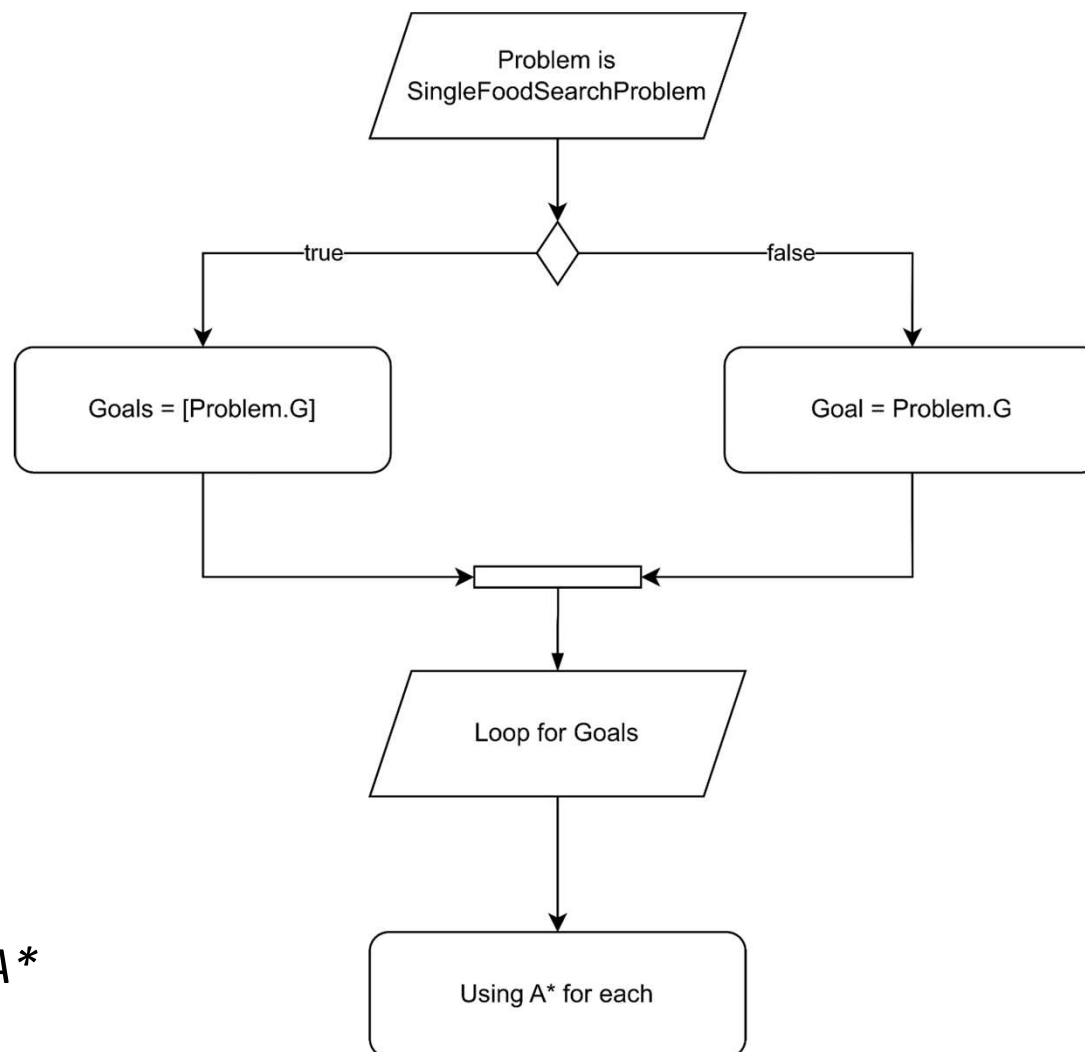 Problem is
SingleFoodSearchProblem
true
false
Goals = [Problem.G]
Goal = Problem.G
Loop for Goals
A*
Using A* for each